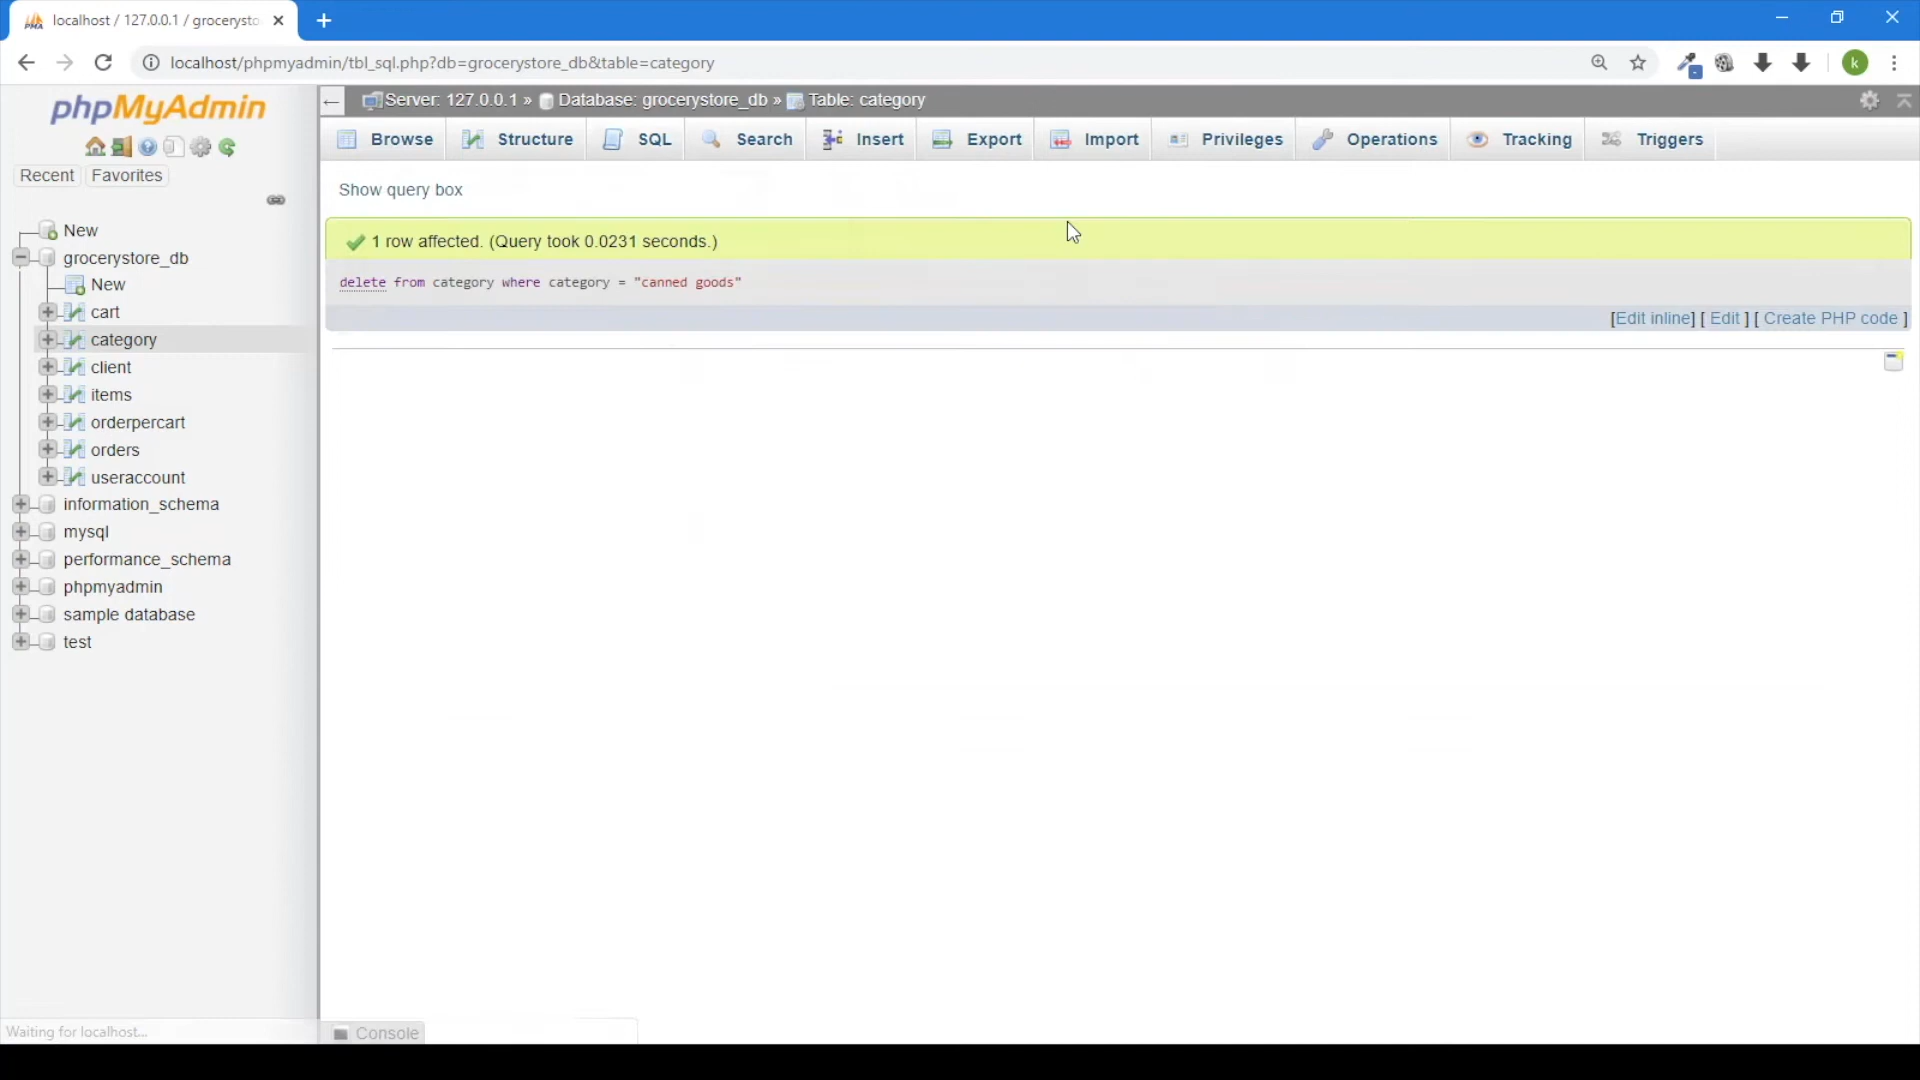 localhost / 127.0.0.1 / grocerysto
localhost/phpmyadmin/tbl_sql.php?db=grocerystore_db&table=category
k
phpMyAdmin
Recent
Favorites
New
grocerystore_db
New
cart
category
client
items
orderpercart
orders
useraccount
information_schema
mysql
performance_schema
phpmyadmin
sample database
test
Waiting for localhost...
Server: 127.0.0.1 » Database: grocerystore_db » Table: category
Browse Structure SQL Search Insert Export Import Privileges Operations Tracking Triggers
Show query box
1 row affected. (Query took 0.0231 seconds.)
delete from category where category = "canned goods"
[Edit inline] [ Edit ] [ Create PHP code ]
Console